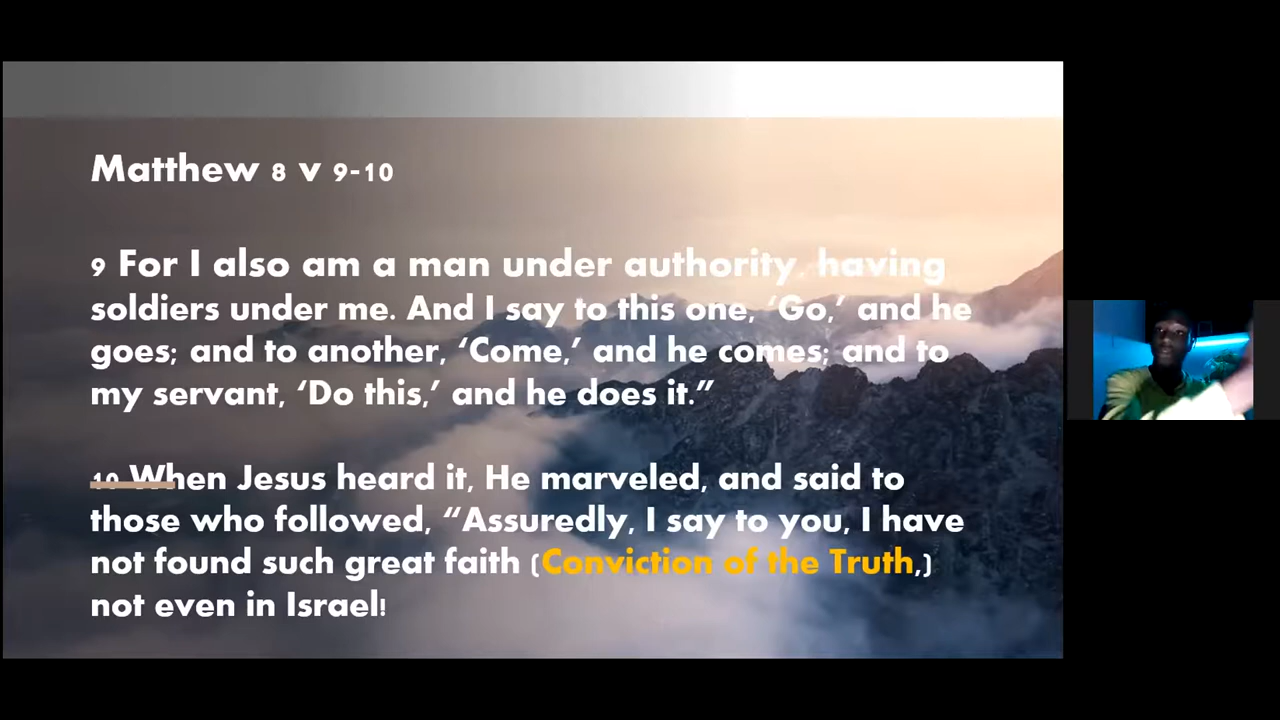 Matthew 8 v 9-10
9 For I also am a man under authority, having
soldiers under me. And I say to this one, ‘Go,’ and he
goes; and to another, ‘Come,’ and he comes; and to
my servant, ‘Do this,’ and he does it.”
10 When Jesus heard it, He marveled, and said to
those who followed, “Assuredly, I say to you, I have
not found such great faith (Conviction of the Truth,)
not even in Israel!